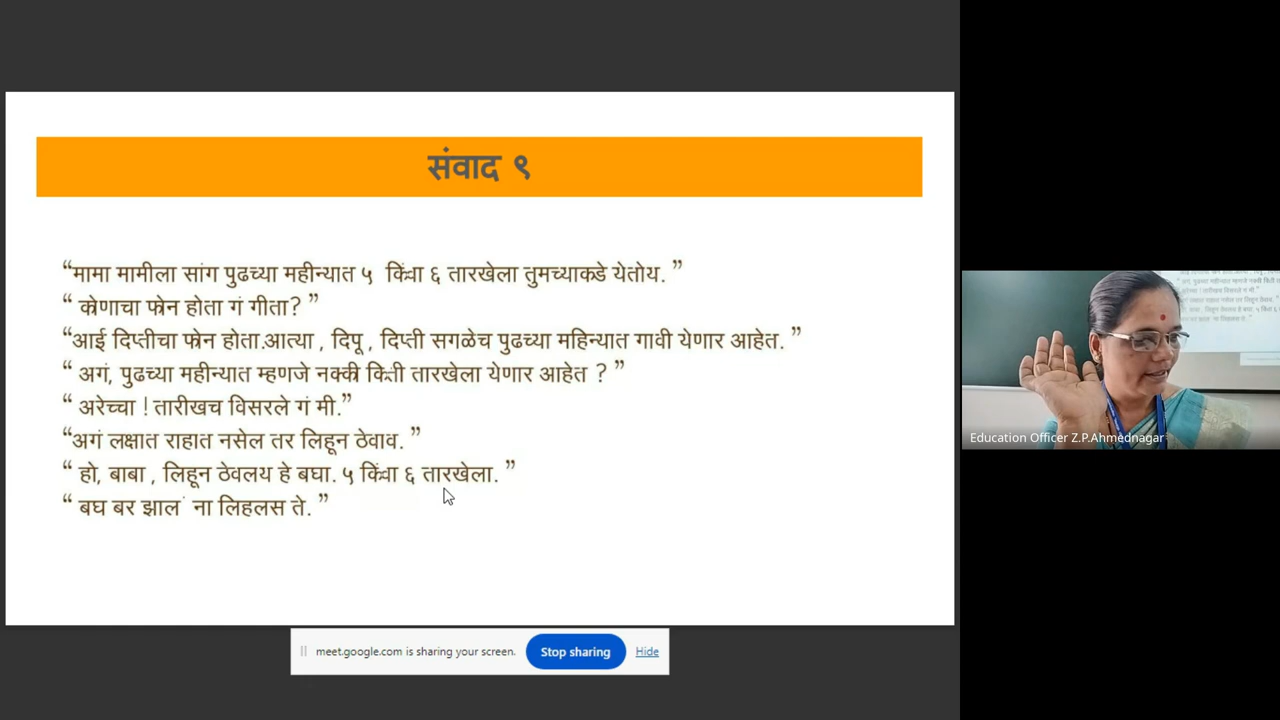 संवाद ९
“मामा मामीला सांग पुढच्या महीन्यात ५ किंवा ६ तारखेला तुमच्याकडे येतोय. ”
“ कोणाचा फोन होता गं गीता? ”
“आई दिप्तीचा फोन होता.आत्या , दिपू , दिप्ती सगळेच पुढच्या महिन्यात गावी येणार आहेत. ”
“ अगं, पुढच्या महीन्यात म्हणजे नक्की किती तारखेला येणार आहेत ? ”
“ अरेच्चा ! तारीखच विसरले गं मी.”
“अगं लक्षात राहात नसेल तर लिहून ठेवाव. ”
“ हो, बाबा , लिहून ठेवलय हे बघा. ५ किंवा ६ तारखेला. ”
“ बघ बर झालं ना लिहलस ते. ”
Education Officer Z.P.Ahmednagar
meet.google.com is sharing your screen. Stop sharing Hide